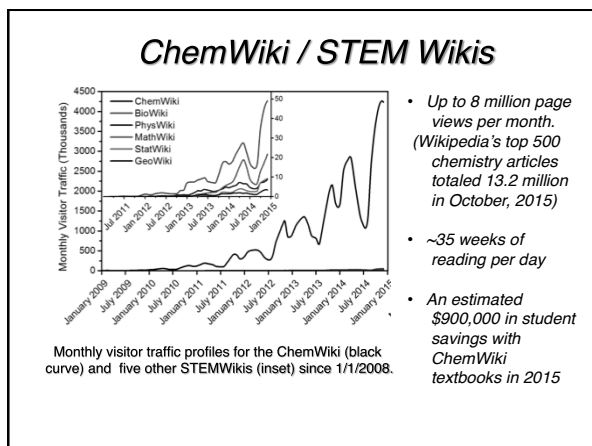 ChemWiki / STEM Wikis
Monthly Visitor Traffic (Thousands)
4500
4000
3500
3000
2500
2000
1500
1000
500
0
ChemWiki
BioWiki
PhysWiki
MathWiki
StatWiki
GeoWiki
50
40
30
20
10
0
Jul 2011
Jan 2012
Jul 2012
Jan 2013
Jul 2013
Jan 2014
Jul 2014
Jan 2015
January 2009
July 2009
January 2010
July 2010
January 2011
July 2011
January 2012
July 2012
January 2013
July 2013
January 2014
July 2014
January 2015
Monthly visitor traffic profiles for the ChemWiki (black
curve) and five other STEMWikis (inset) since 1/1/2008.
• Up to 8 million page
views per month.
(Wikipedia's top 500
chemistry articles
totaled 13.2 million
in October, 2015)
• ~35 weeks of
reading per day
• An estimated
$900,000 in student
savings with
ChemWiki
textbooks in 2015